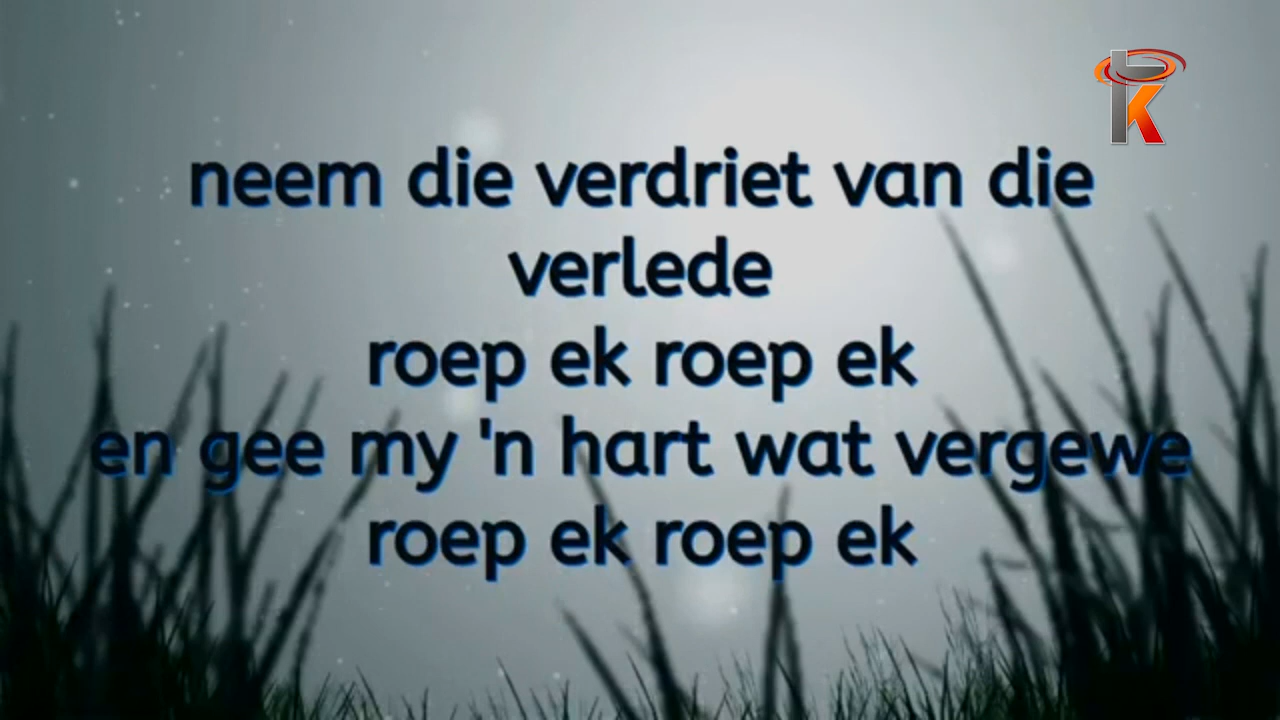 neem die verdriet van die
verlede
roep ek roep ek
en gee my 'n hart wat vergewe
roep ek roep ek